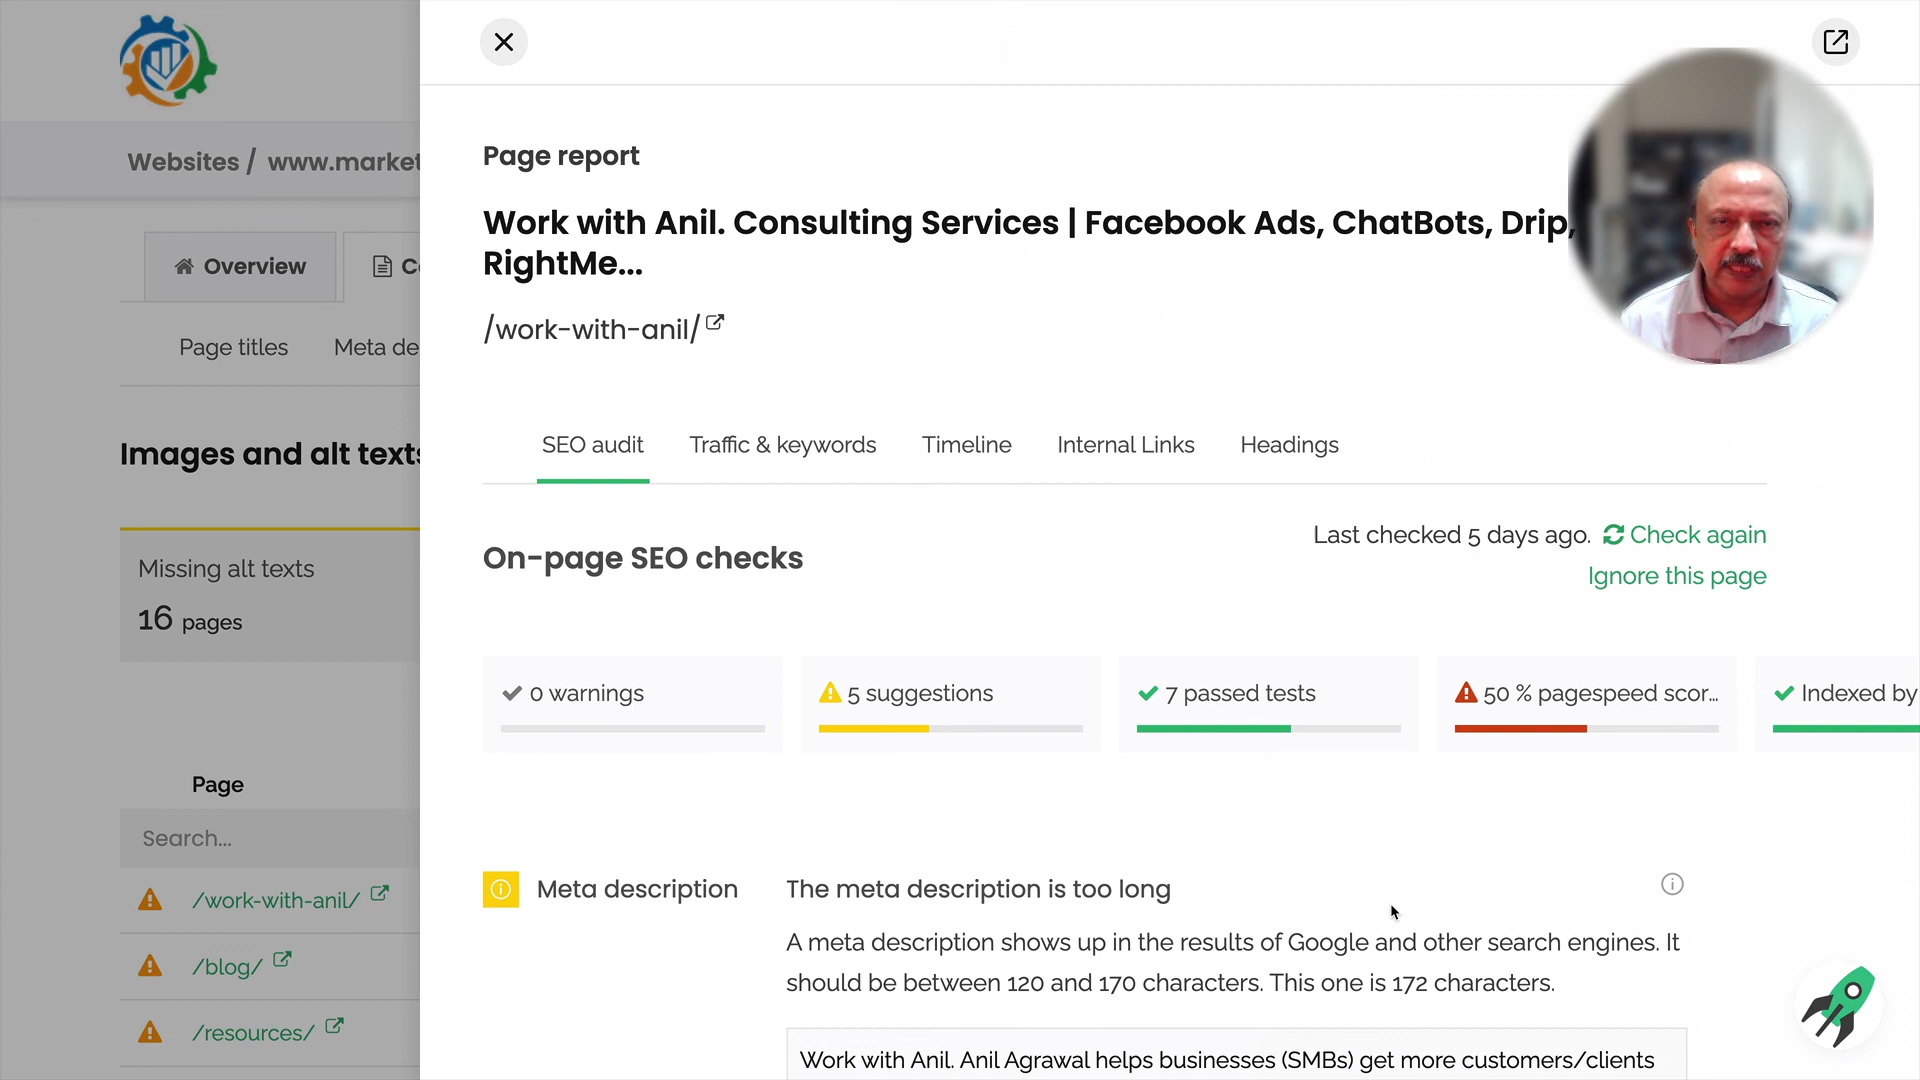 Websites / www.market
Overview
Page titles
Meta de
Images and alt texts
Missing alt texts
16 pages
Page
Search...
/work-with-anil/
/blog/
/resources/
Page report
Work with Anil. Consulting Services | Facebook Ads, ChatBots, Drip,
RightMe...
/work-with-anil/
SEO audit
Traffic & keywords
Timeline
Internal Links
Headings
On-page SEO checks
Last checked 5 days ago. Check again
Ignore this page
0 warnings
5 suggestions
7 passed tests
50 % pagespeed scor...
Indexed by
Meta description
The meta description is too long
A meta description shows up in the results of Google and other search engines. It
should be between 120 and 170 characters. This one is 172 characters.
Work with Anil. Anil Agrawal helps businesses (SMBs) get more customers/clients